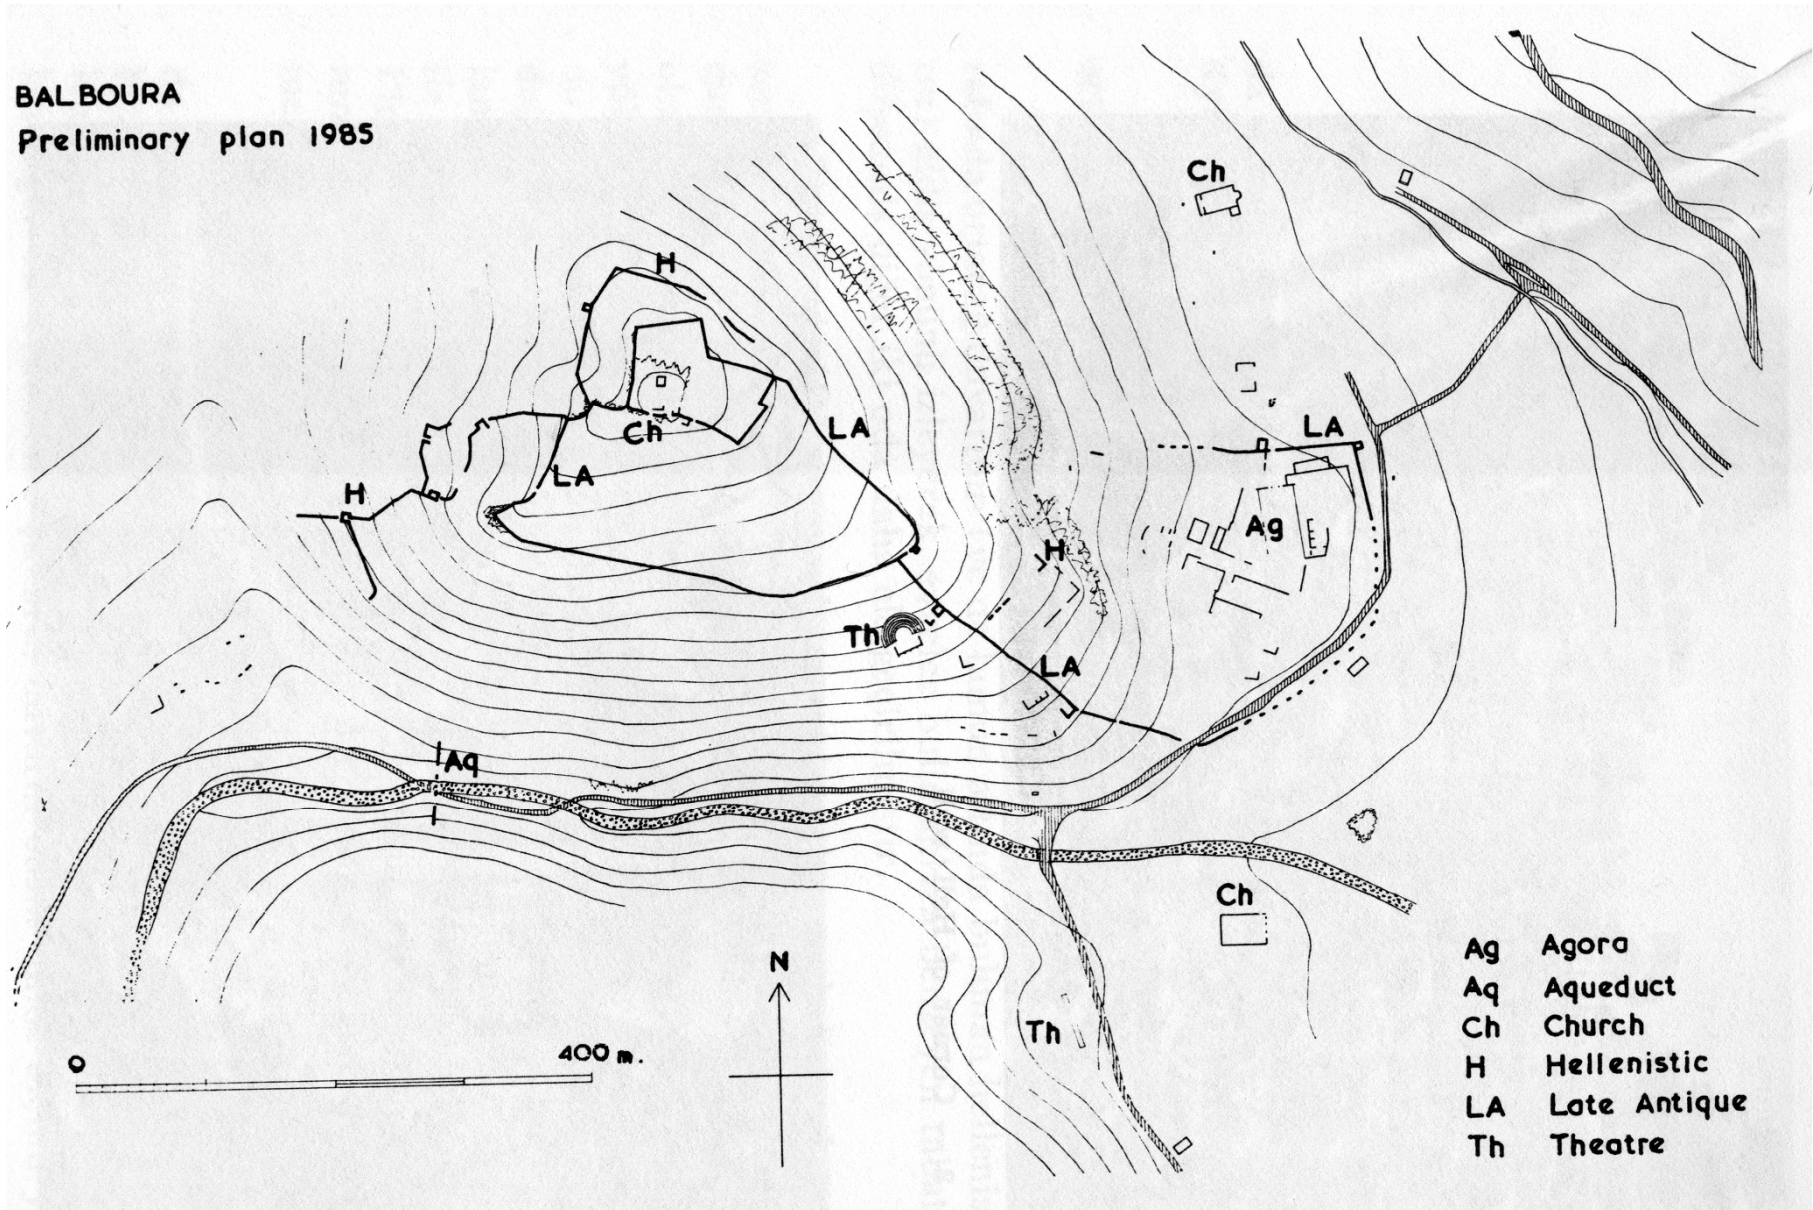 BALBOURA
Preliminary plan 1985
Ch
H
Ch
LA
LA
LA
H
Ag
H
Th
LA
Aq
Ch
N
Th
0
400 m.
Ag Agora
Aq Aqueduct
Ch Church
H Hellenistic
LA Late Antique
Th Theatre